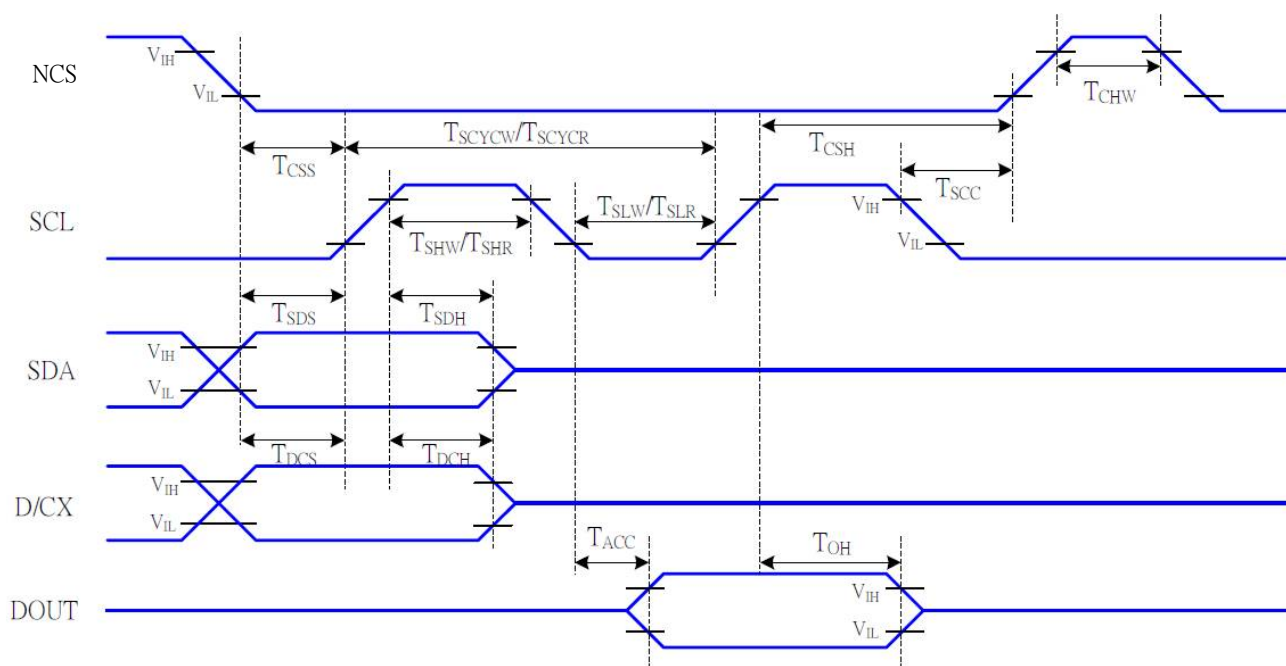 NCS
VIH
VIL
TCHW
TCSS
TSCYCW/TSCYCR
TCSH
TSCC
SCL
TSHW/TSHR
TSLW/TSLR
VIH
VIL
TSDS
TSDH
SDA
VIH
VIL
TDCS
TDCH
D/CX
VIH
VIL
TACC
TOH
DOUT
VIH
VIL